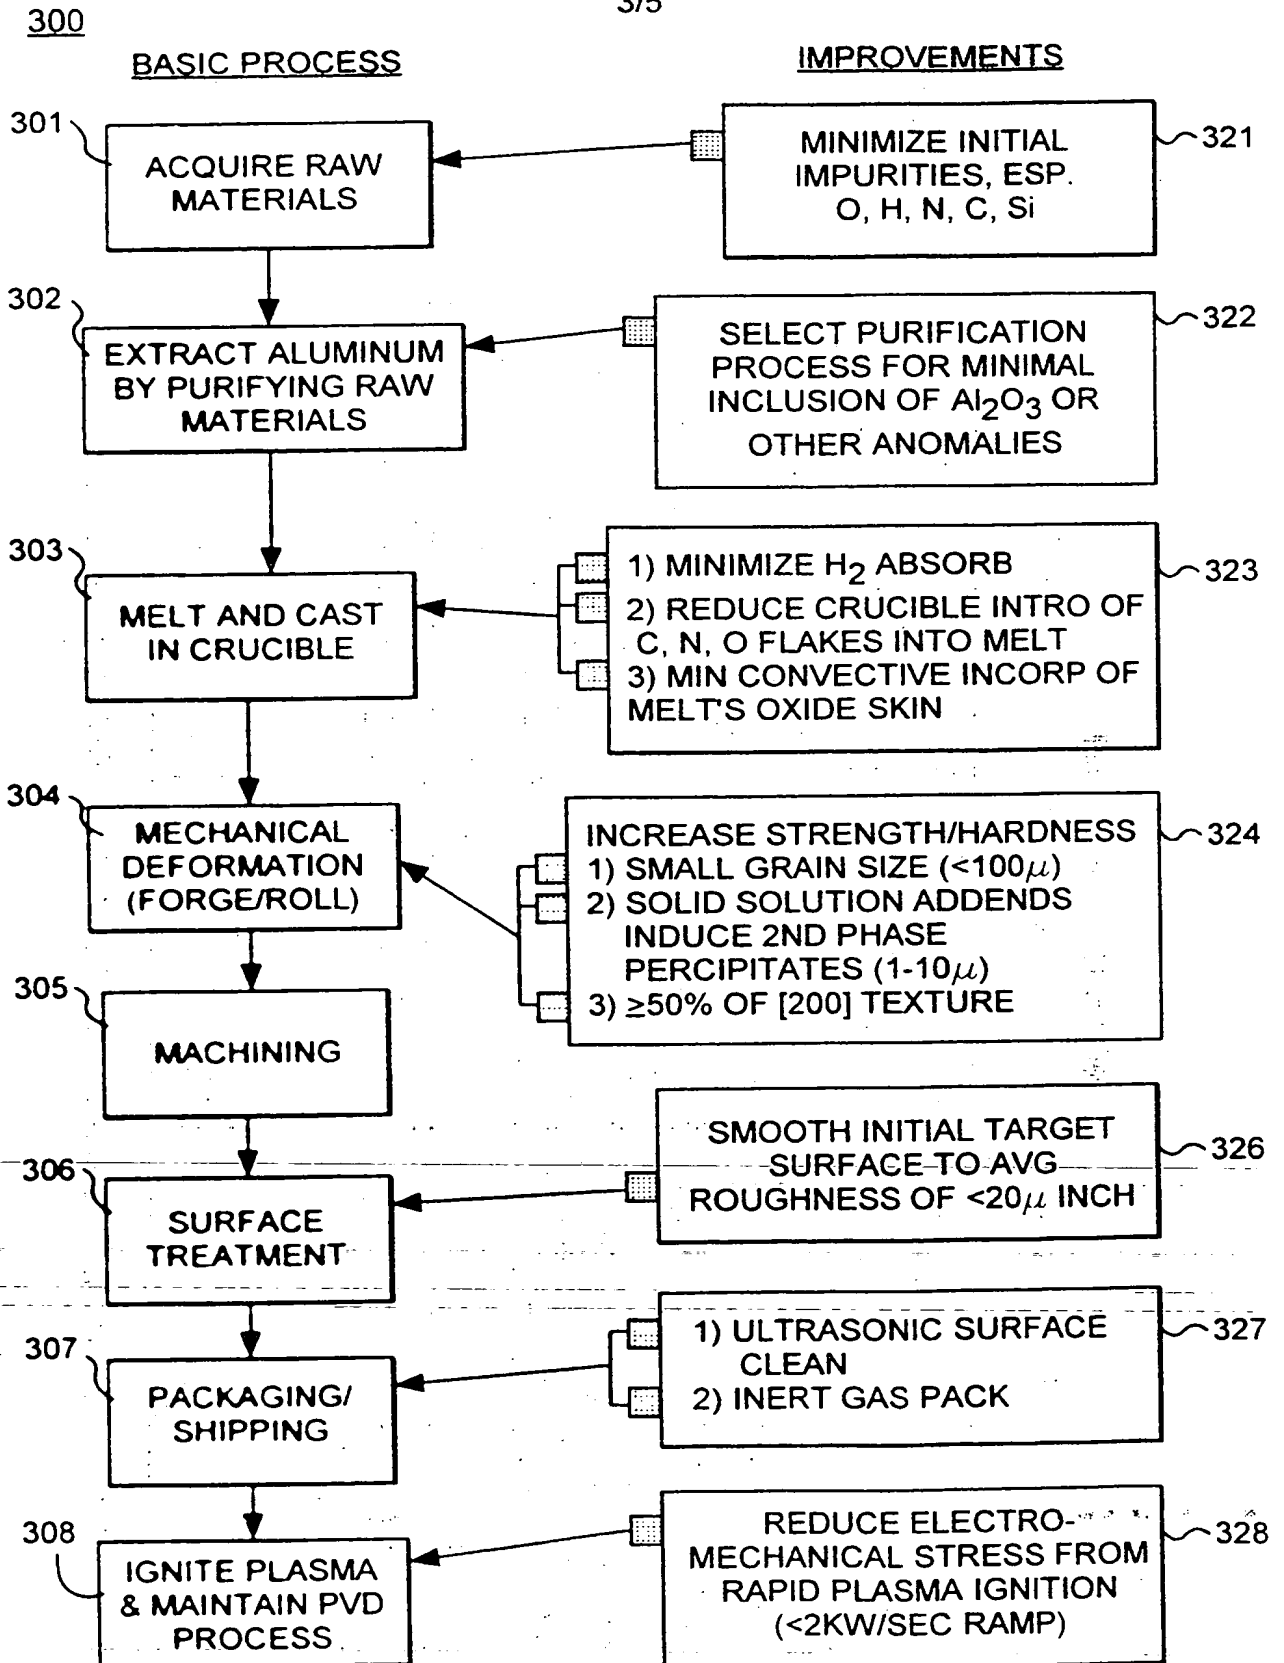 3/5
300
BASIC PROCESS
IMPROVEMENTS
301
ACQUIRE RAW
MATERIALS
MINIMIZE INITIAL
IMPURITIES, ESP.
O, H, N, C, Si
321
302
EXTRACT ALUMINUM
BY PURIFYING RAW
MATERIALS
SELECT PURIFICATION
PROCESS FOR MINIMAL
INCLUSION OF Al2O3 OR
OTHER ANOMALIES
322
303
MELT AND CAST
IN CRUCIBLE
1) MINIMIZE H2 ABSORB
2) REDUCE CRUCIBLE INTRO OF
C, N, O FLAKES INTO MELT
3) MIN CONVECTIVE INCORP OF
MELT'S OXIDE SKIN
323
304
MECHANICAL
DEFORMATION
(FORGE/ROLL)
INCREASE STRENGTH/HARDNESS
1) SMALL GRAIN SIZE (<100μ)
2) SOLID SOLUTION ADDENDS
INDUCE 2ND PHASE
PERCIPITATES (1-10μ)
3) ≥50% OF [200] TEXTURE
324
305
MACHINING
306
SURFACE
TREATMENT
SMOOTH INITIAL TARGET
SURFACE TO AVG
ROUGHNESS OF <20μ INCH
326
307
PACKAGING/
SHIPPING
1) ULTRASONIC SURFACE
CLEAN
2) INERT GAS PACK
327
308
IGNITE PLASMA
& MAINTAIN PVD
PROCESS
REDUCE ELECTRO-
MECHANICAL STRESS FROM
RAPID PLASMA IGNITION
(<2KW/SEC RAMP)
328